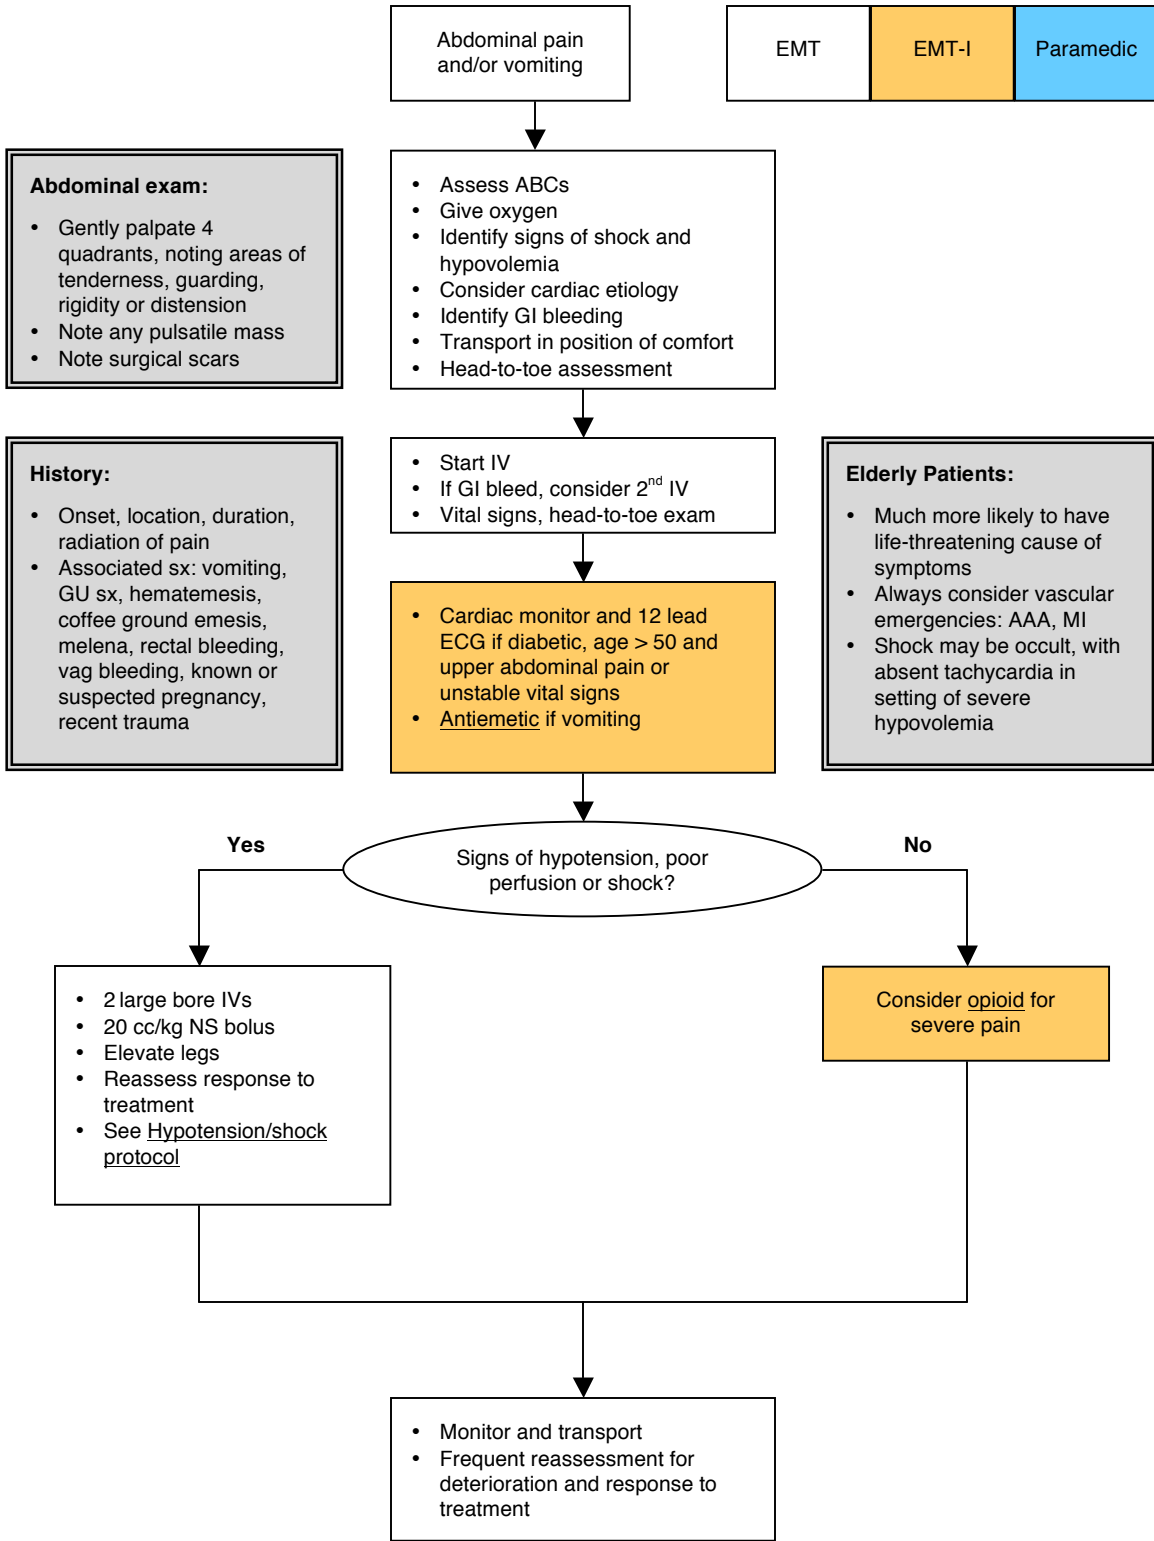 Abdominal pain
and/or vomiting
EMT
EMT-I
Paramedic
Abdominal exam:
• Gently palpate 4
quadrants, noting areas of
tenderness, guarding,
rigidity or distension
• Note any pulsatile mass
• Note surgical scars
• Assess ABCs
• Give oxygen
• Identify signs of shock and
hypovolemia
• Consider cardiac etiology
• Identify GI bleeding
• Transport in position of comfort
• Head-to-toe assessment
History:
• Onset, location, duration,
radiation of pain
• Associated sx: vomiting,
GU sx, hematemesis,
coffee ground emesis,
melena, rectal bleeding,
vag bleeding, known or
suspected pregnancy,
recent trauma
• Start IV
• If GI bleed, consider 2nd IV
• Vital signs, head-to-toe exam
Elderly Patients:
• Much more likely to have
life-threatening cause of
symptoms
• Always consider vascular
emergencies: AAA, MI
• Shock may be occult, with
absent tachycardia in
setting of severe
hypovolemia
• Cardiac monitor and 12 lead
ECG if diabetic, age > 50 and
upper abdominal pain or
unstable vital signs
• Antiemetic if vomiting
Yes
Signs of hypotension, poor
perfusion or shock?
No
• 2 large bore IVs
• 20 cc/kg NS bolus
• Elevate legs
• Reassess response to
treatment
• See Hypotension/shock
protocol
Consider opioid for
severe pain
• Monitor and transport
• Frequent reassessment for
deterioration and response to
treatment